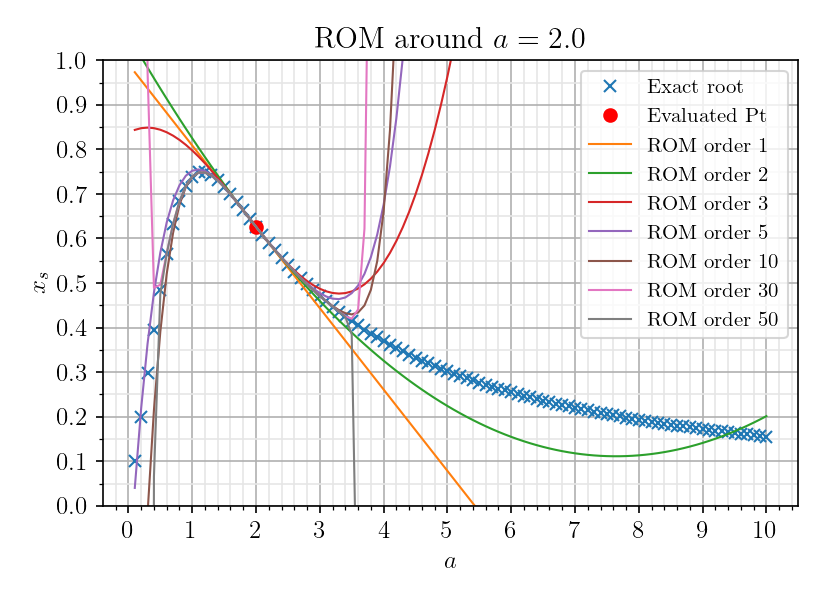 ROM around a = 2.0
1.0
0.9
0.8
0.7
0.6
0.5
0.4
0.3
0.2
0.1
0.0
x_s
Exact root
Evaluated Pt
ROM order 1
ROM order 2
ROM order 3
ROM order 5
ROM order 10
ROM order 30
ROM order 50
0 1 2 3 4 5 6 7 8 9 10
a